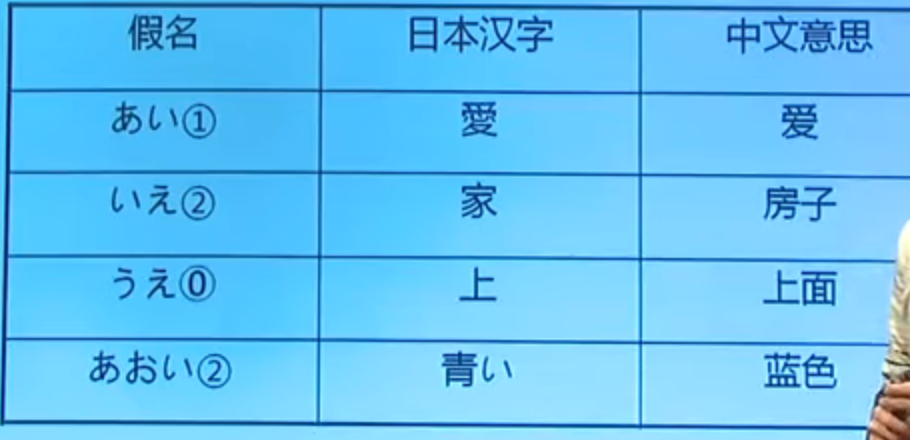 假名 日本汉字 中文意思
あい① 愛 爱
いえ② 家 房子
うえ⓪ 上 上面
あおい② 青い 蓝色